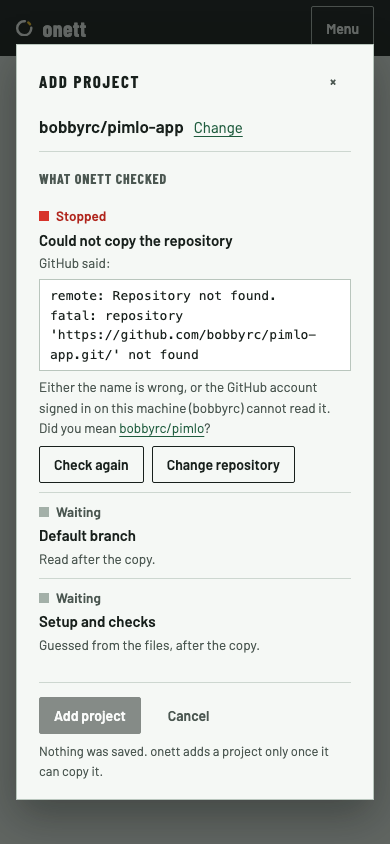 onett
Menu
ADD PROJECT
×
bobbyrc/pimlo-app Change
WHAT ONETT CHECKED
Stopped
Could not copy the repository
GitHub said:
remote: Repository not found.
fatal: repository
'https://github.com/bobbyrc/pimlo-
app.git/' not found
Either the name is wrong, or the GitHub account
signed in on this machine (bobbyrc) cannot read it.
Did you mean bobbyrc/pimlo?
Check again
Change repository
Waiting
Default branch
Read after the copy.
Waiting
Setup and checks
Guessed from the files, after the copy.
Add project
Cancel
Nothing was saved. onett adds a project only once it
can copy it.